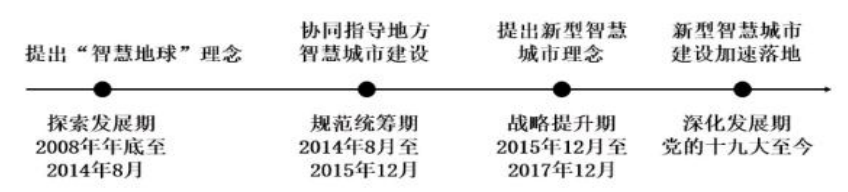 提出“智慧地球”理念
协同指导地方
智慧城市建设
提出新型智慧
城市理念
新型智慧城市
建设加速落地
探索发展期
2008年年底至
2014年8月
规范统筹期
2014年8月至
2015年12月
战略提升期
2015年12月至
2017年12月
深化发展期
党的十九大至今